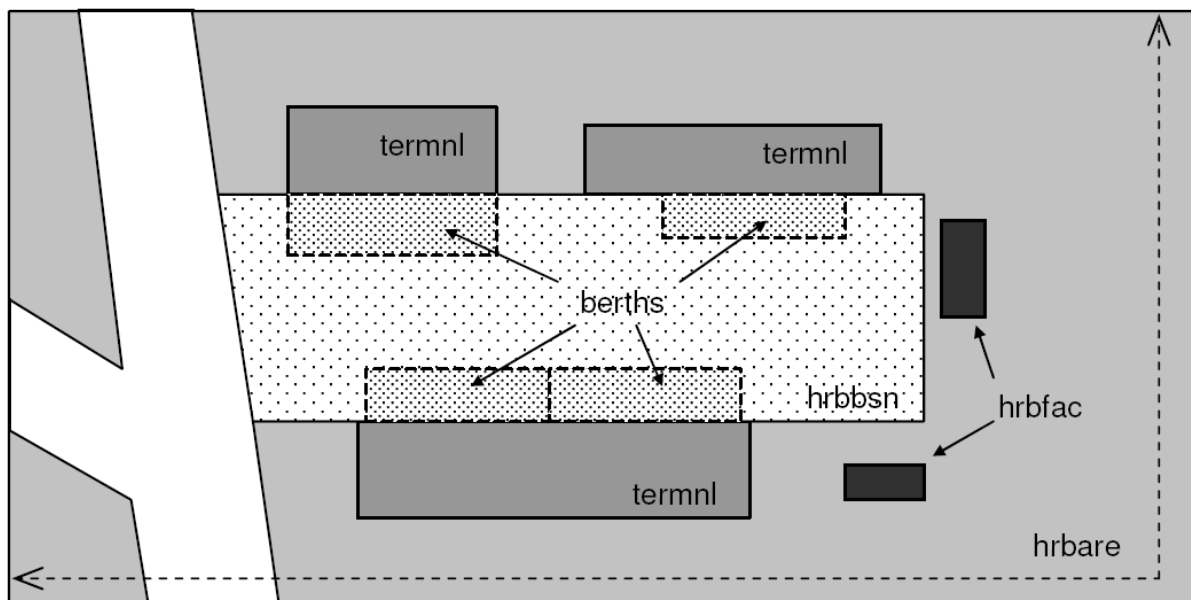 termnl
termnl
berths
hrbbsn
hrbfac
termnl
hrbare